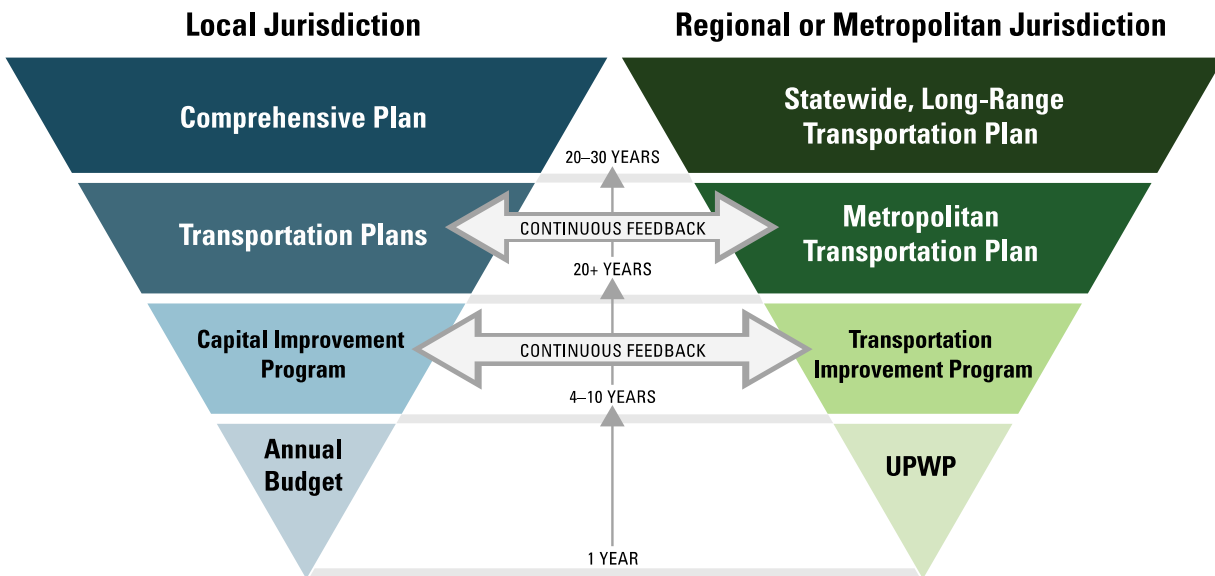 Local Jurisdiction
Regional or Metropolitan Jurisdiction
Comprehensive Plan
Statewide, Long-Range
Transportation Plan
20–30 YEARS
Transportation Plans
CONTINUOUS FEEDBACK
Metropolitan
Transportation Plan
20+ YEARS
Capital Improvement
Program
CONTINUOUS FEEDBACK
Transportation
Improvement Program
4–10 YEARS
Annual
Budget
UPWP
1 YEAR